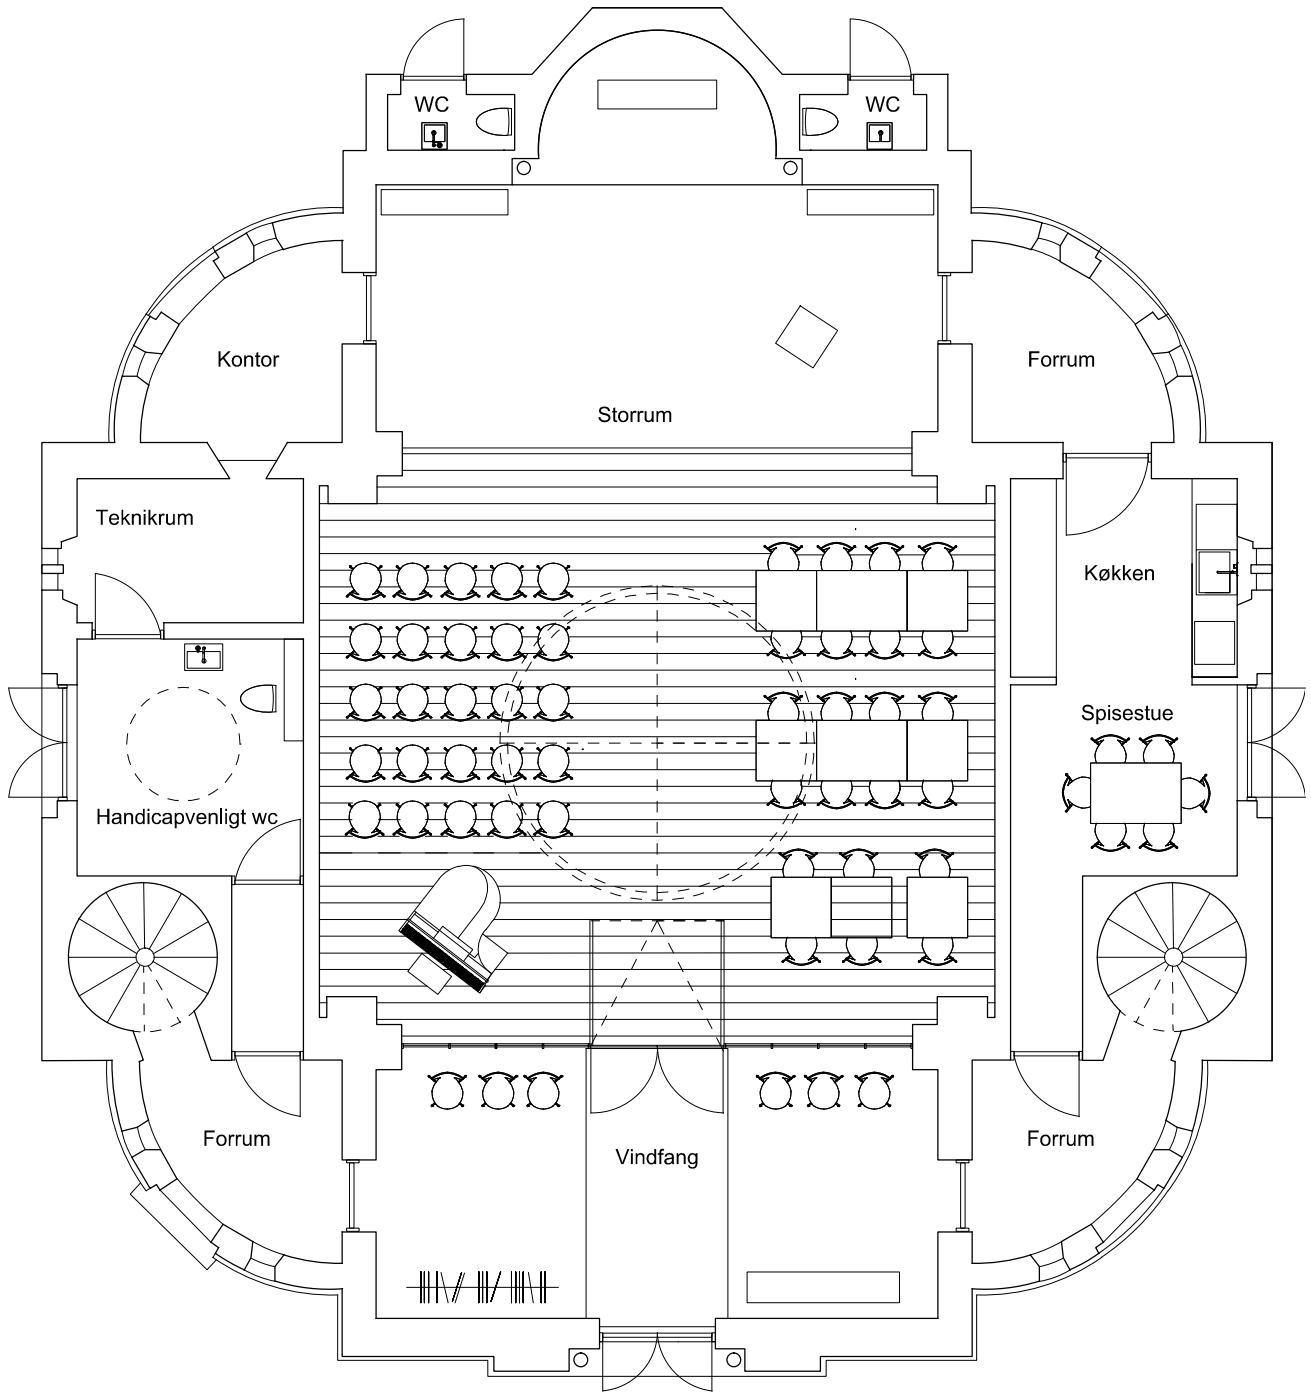 WC
WC
Kontor
Forrum
Storrum
Teknikrum
Køkken
Spisestue
Handicapvenligt wc
Forrum
Vindfang
Forrum